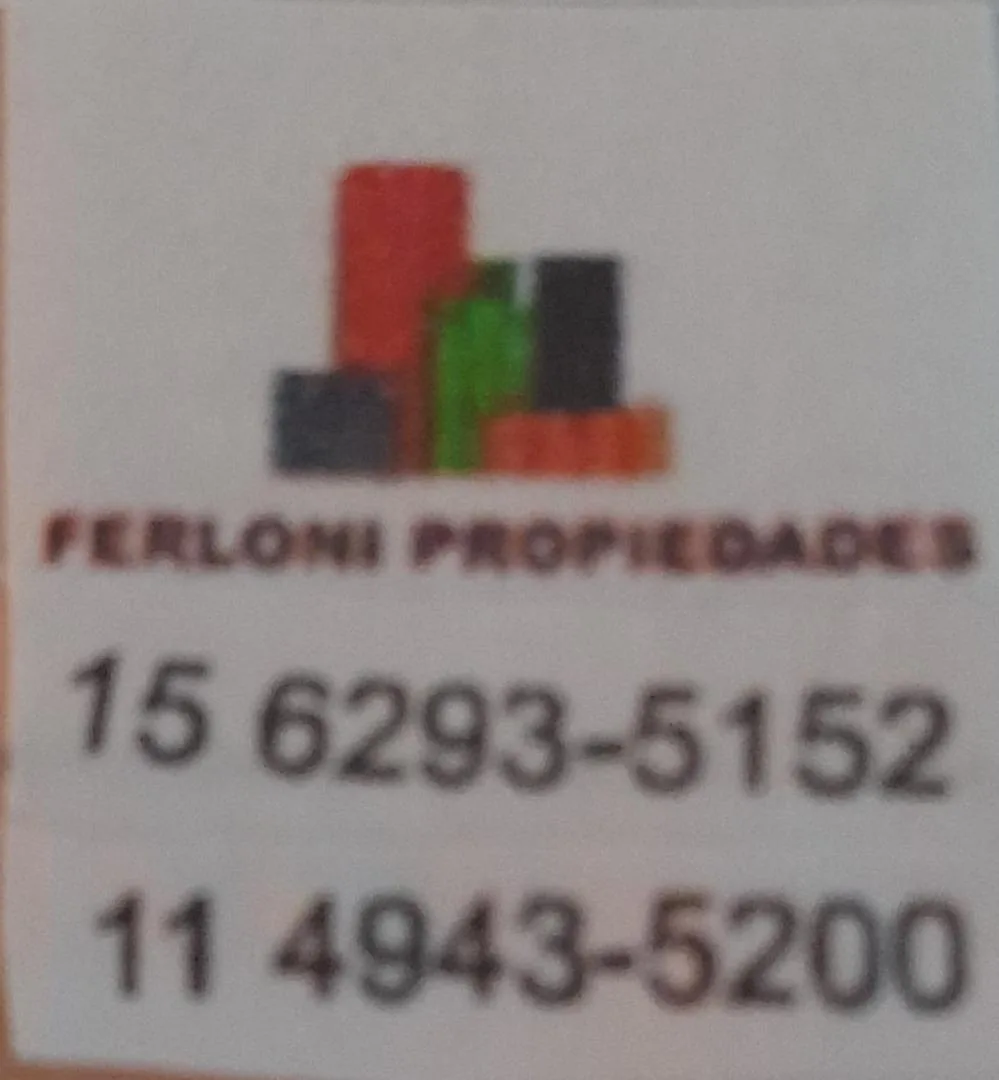 FERLONI PROPIEDADES
15 6293-5152
11 4943-5200